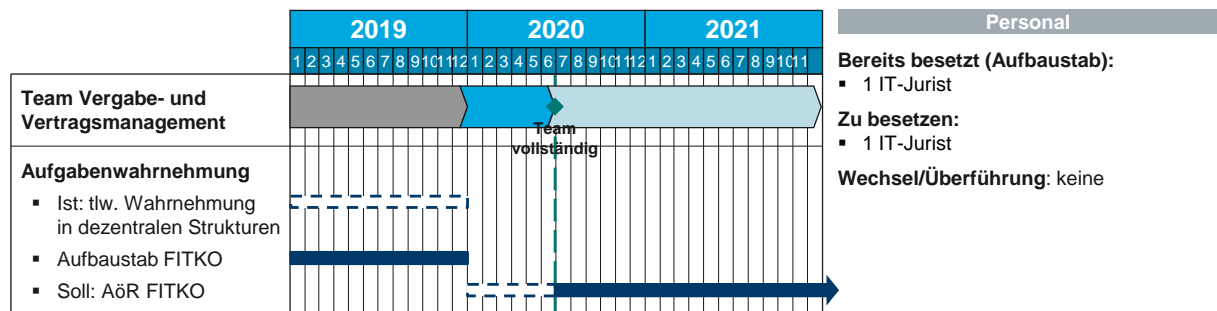 2019 2020 2021
1 2 3 4 5 6 7 8 9 10 11 12 1 2 3 4 5 6 7 8 9 10 11 12 1 2 3 4 5 6 7 8 9 10 11
Team Vergabe- und
Vertragsmanagement
Team
vollständig
Aufgabenwahrnehmung
▪ Ist: tlw. Wahrnehmung
in dezentralen Strukturen
▪ Aufbaustab FITKO
▪ Soll: AöR FITKO
Personal
Bereits besetzt (Aufbaustab):
▪ 1 IT-Jurist
Zu besetzen:
▪ 1 IT-Jurist
Wechsel/Überführung: keine